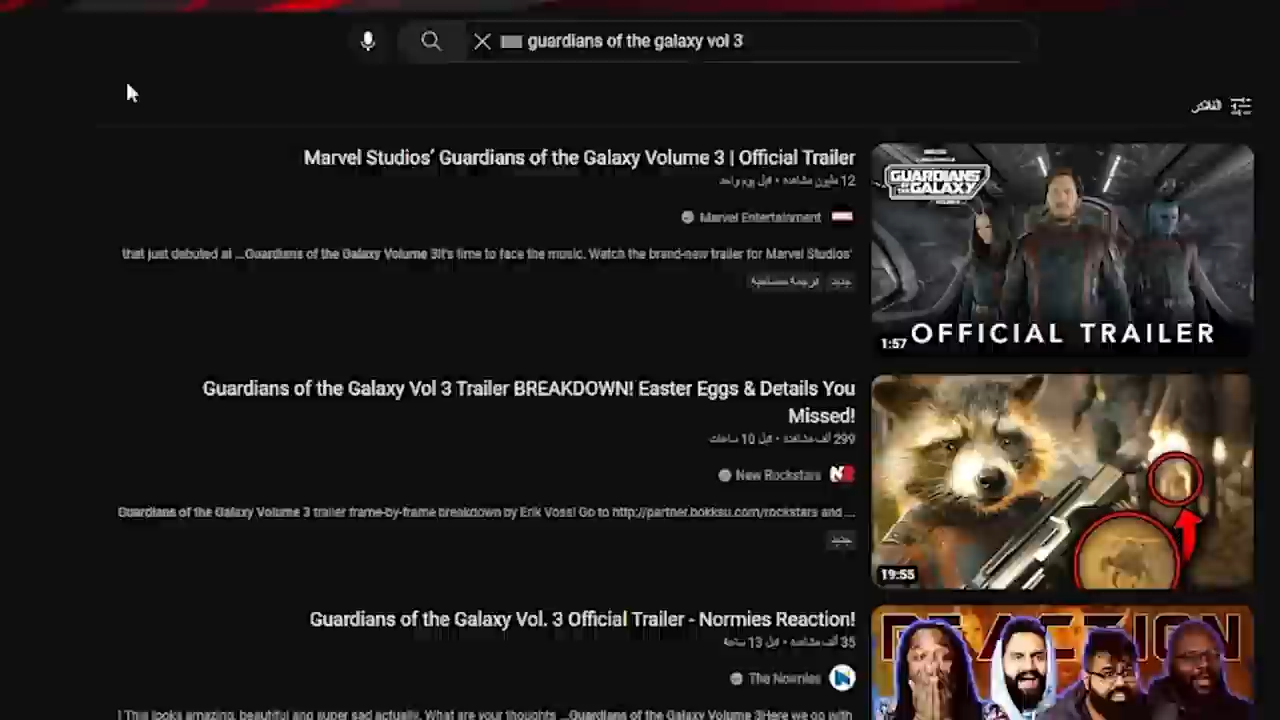 guardians of the galaxy vol 3
الفلاتر
Marvel Studios' Guardians of the Galaxy Volume 3 | Official Trailer
12 مليون مشاهدة • قبل يوم واحد
Marvel Entertainment
that just debuted at ...Guardians of the Galaxy Volume 3It's time to face the music. Watch the brand-new trailer for Marvel Studios'
جديد ترجمة مصاحبة
GUARDIANS OF THE GALAXY
OFFICIAL TRAILER
1:57
Guardians of the Galaxy Vol 3 Trailer BREAKDOWN! Easter Eggs & Details You
Missed!
299 ألف مشاهدة • قبل 10 ساعات
New Rockstars
Guardians of the Galaxy Volume 3 trailer frame-by-frame breakdown by Erik Voss! Go to http://partner.bokksu.com/rockstars and ...
جديد
19:55
Guardians of the Galaxy Vol. 3 Official Trailer - Normies Reaction!
35 ألف مشاهدة • قبل 13 ساعة
The Normies
! This looks amazing, beautiful and super sad actually. What are your thoughts ...Guardians of the Galaxy Volume 3Here we go with
REACTION